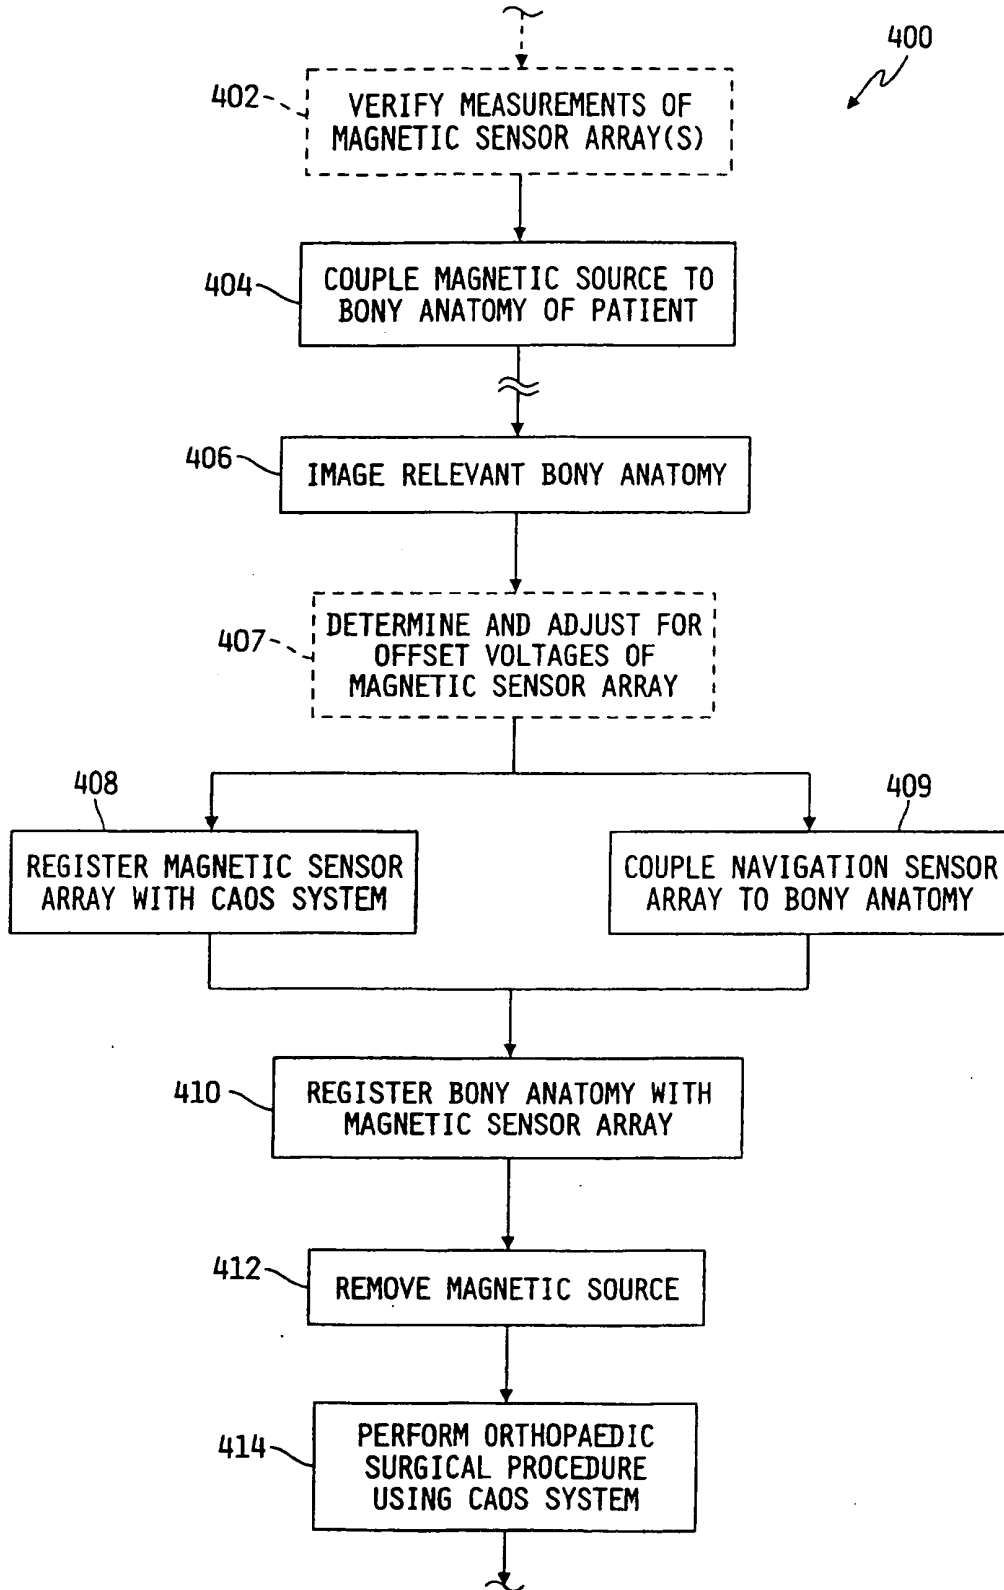 400
402
VERIFY MEASUREMENTS OF
MAGNETIC SENSOR ARRAY(S)
404
COUPLE MAGNETIC SOURCE TO
BONY ANATOMY OF PATIENT
406
IMAGE RELEVANT BONY ANATOMY
407
DETERMINE AND ADJUST FOR
OFFSET VOLTAGES OF
MAGNETIC SENSOR ARRAY
408
REGISTER MAGNETIC SENSOR
ARRAY WITH CAOS SYSTEM
409
COUPLE NAVIGATION SENSOR
ARRAY TO BONY ANATOMY
410
REGISTER BONY ANATOMY WITH
MAGNETIC SENSOR ARRAY
412
REMOVE MAGNETIC SOURCE
414
PERFORM ORTHOPAEDIC
SURGICAL PROCEDURE
USING CAOS SYSTEM